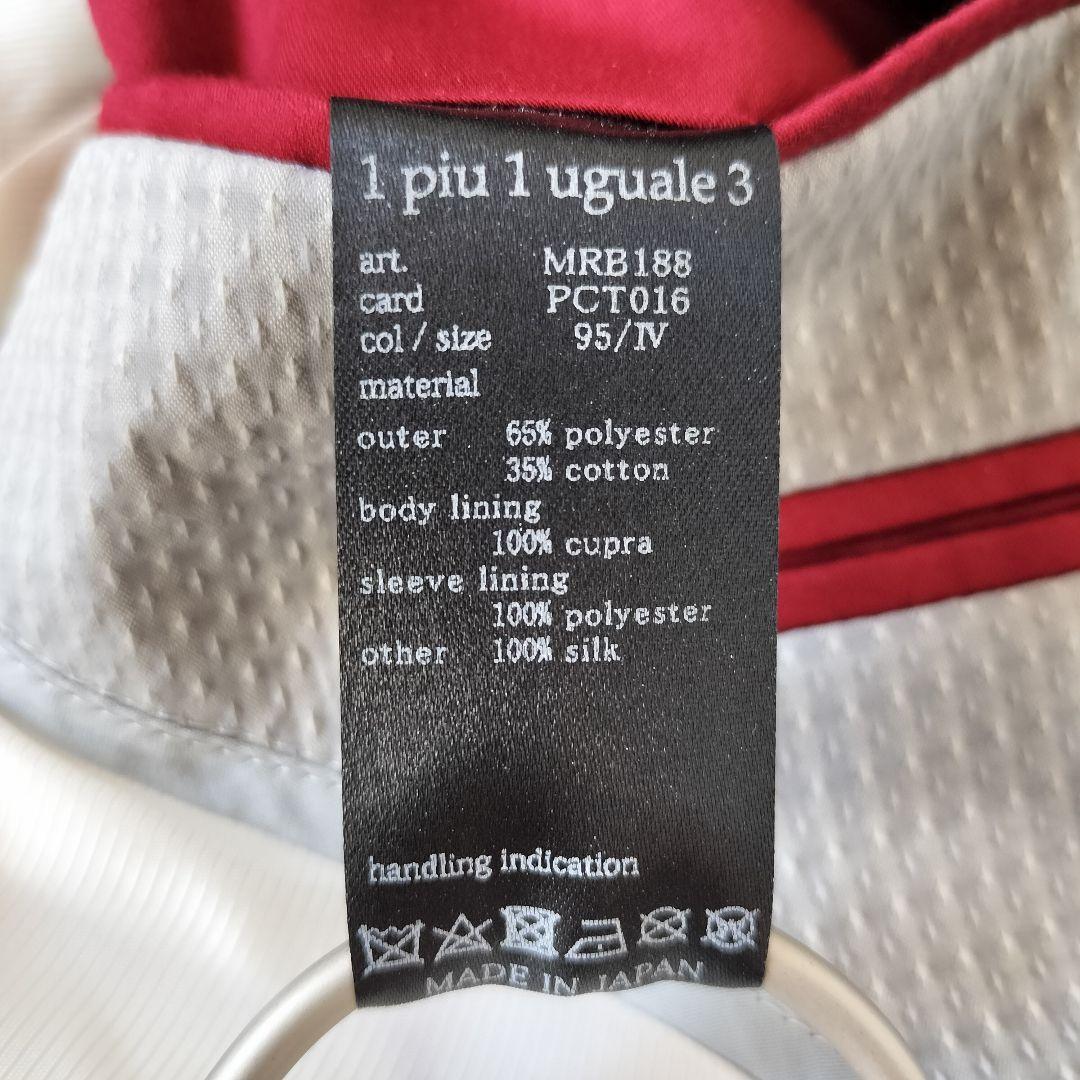 1 piu 1 uguale 3
art. MRB188
card PCT016
col / size 95/Ⅳ
material
outer 65% polyester
35% cotton
body lining
100% cupra
sleeve lining
100% polyester
other 100% silk
handling indication
MADE IN JAPAN